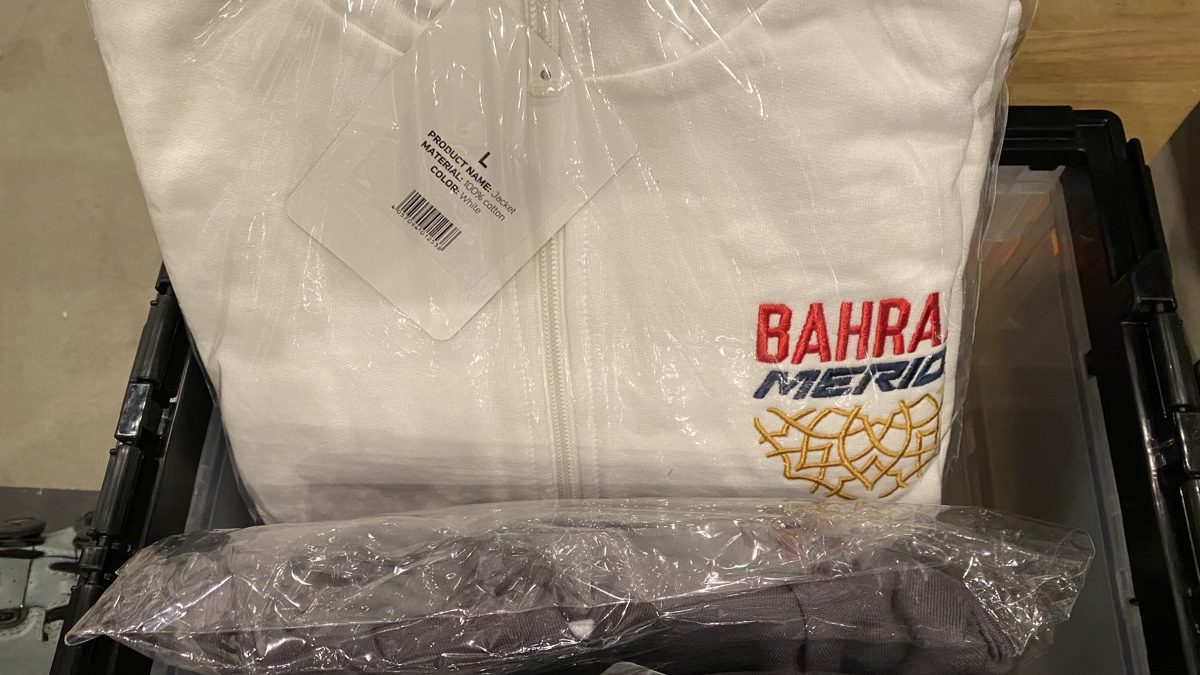 L
PRODUCT NAME: Jacket
MATERIAL: 100% cotton
COLOR: White
BAHRA
MERID